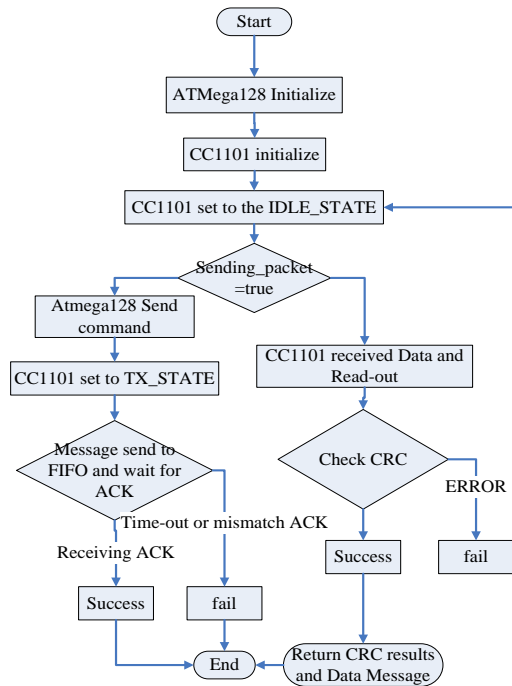 Start
ATMega128 Initialize
CC1101 initialize
CC1101 set to the IDLE_STATE
Sending_packet
=true
Atmega128 Send
command
CC1101 set to TX_STATE
Message send to
FIFO and wait for
ACK
Time-out or mismatch ACK
Receiving ACK
Success
fail
CC1101 received Data and
Read-out
Check CRC
ERROR
Success
fail
Return CRC results
and Data Message
End